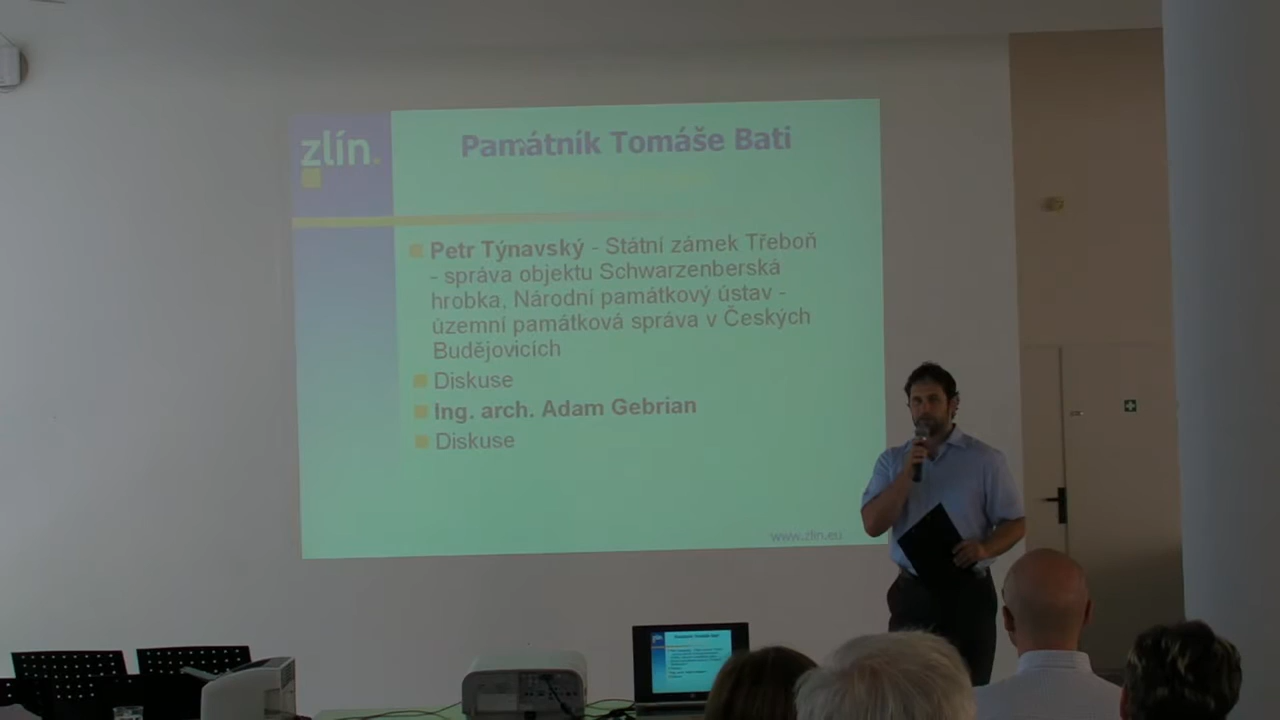 zlín.
Památník Tomáše Bati
Petr Týnavský - Státní zámek Třeboň
- správa objektu Schwarzenberská
hrobka, Národní památkový ústav -
územní památková správa v Českých
Budějovicích
Diskuse
Ing. arch. Adam Gebrian
Diskuse
www.zlin.eu